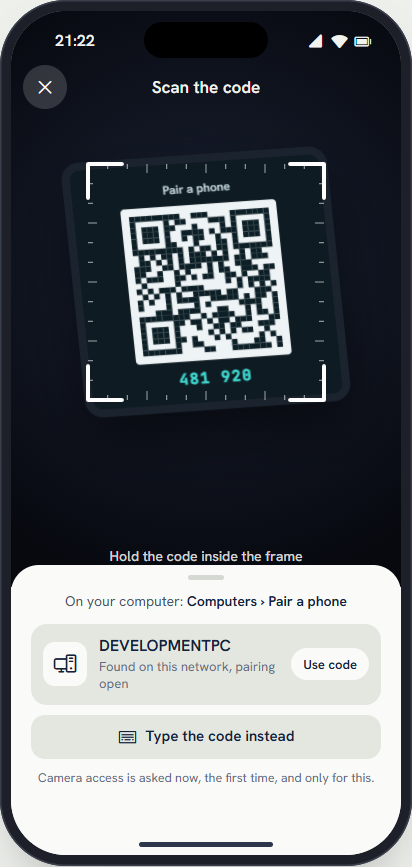 21:22
Scan the code
Pair a phone
481 920
Hold the code inside the frame
On your computer: Computers › Pair a phone
DEVELOPMENTPC
Found on this network, pairing
open
Use code
Type the code instead
Camera access is asked now, the first time, and only for this.